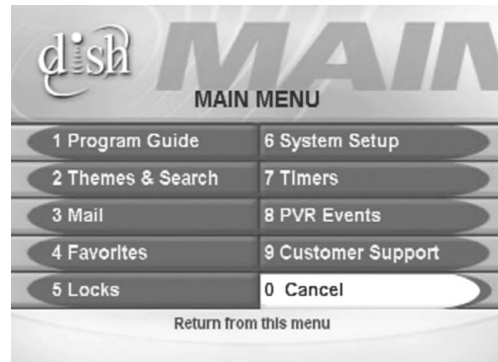 dish
MAIN
MAIN MENU
1 Program Guide
2 Themes & Search
3 Mail
4 Favorites
5 Locks
6 System Setup
7 Timers
8 PVR Events
9 Customer Support
0 Cancel
Return from this menu